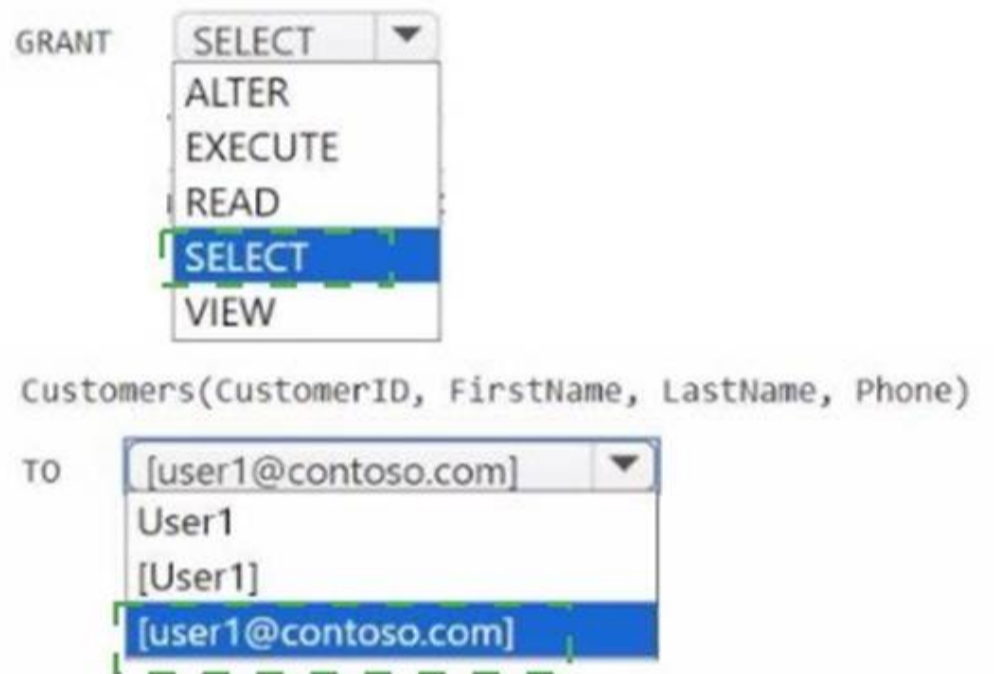 GRANT SELECT
ALTER
EXECUTE
READ
SELECT
VIEW
Customers(CustomerID, FirstName, LastName, Phone)
TO [user1@contoso.com]
User1
[User1]
[user1@contoso.com]